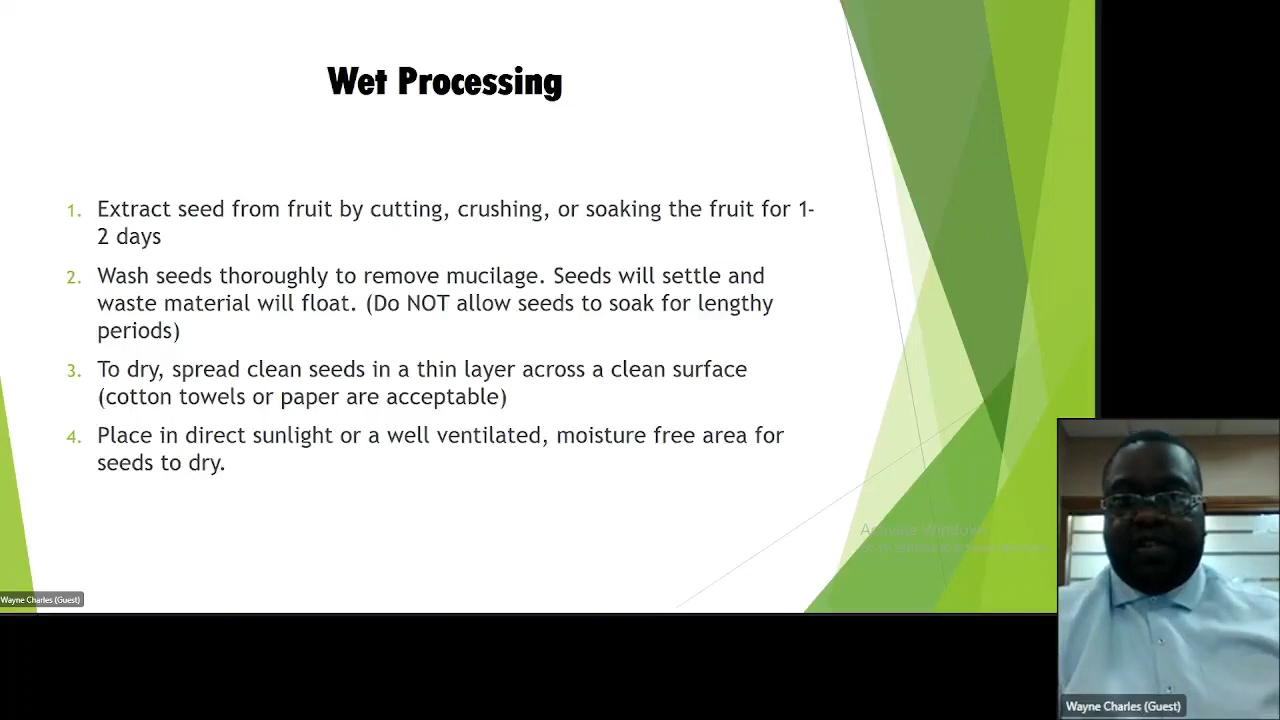 Wet Processing
1. Extract seed from fruit by cutting, crushing, or soaking the fruit for 1-
2 days
2. Wash seeds thoroughly to remove mucilage. Seeds will settle and
waste material will float. (Do NOT allow seeds to soak for lengthy
periods)
3. To dry, spread clean seeds in a thin layer across a clean surface
(cotton towels or paper are acceptable)
4. Place in direct sunlight or a well ventilated, moisture free area for
seeds to dry.
Activate Windows
Wayne Charles (Guest)
Wayne Charles (Guest)